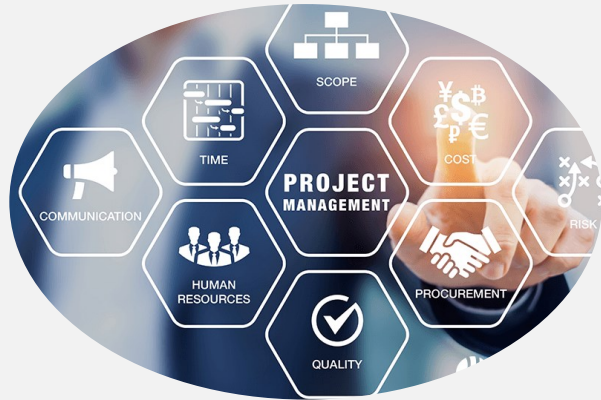 SCOPE
TIME
COST
COMMUNICATION
PROJECT
MANAGEMENT
RISK
HUMAN
RESOURCES
PROCUREMENT
QUALITY